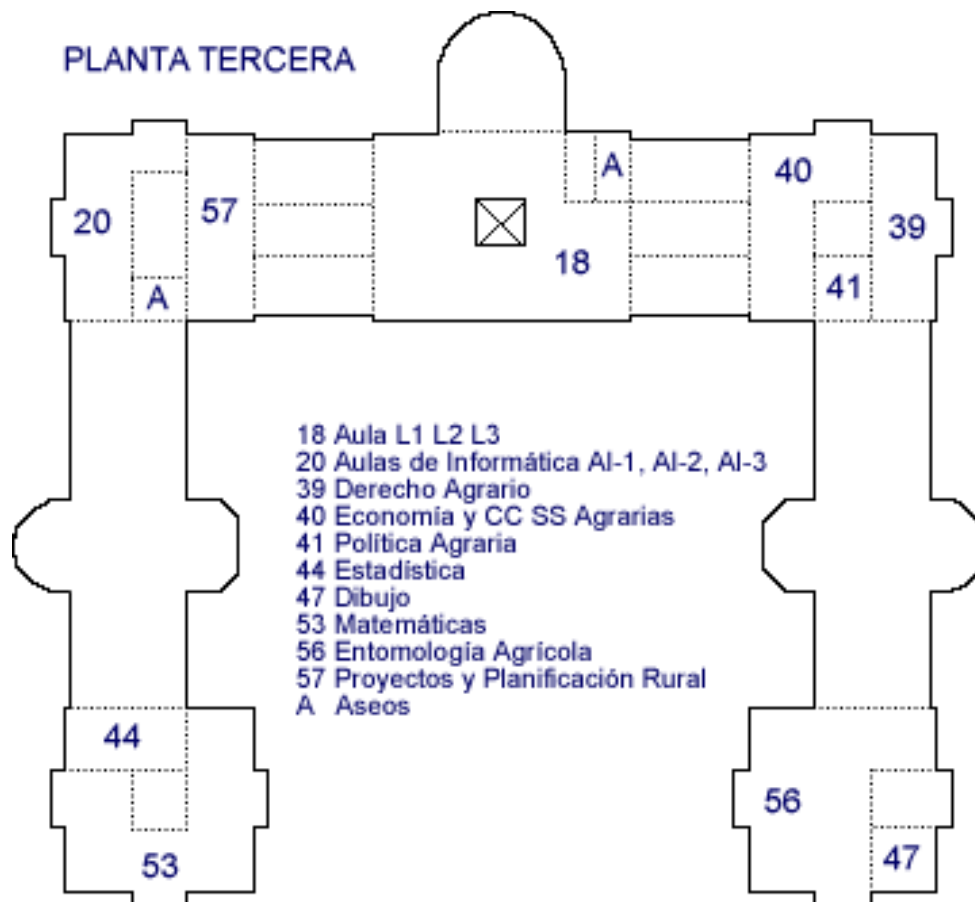 PLANTA TERCERA
A
40
20
57
39
18
41
A
18 Aula L1 L2 L3
20 Aulas de Informática AI-1, AI-2, AI-3
39 Derecho Agrario
40 Economía y CC SS Agrarias
41 Política Agraria
44 Estadística
47 Dibujo
53 Matemáticas
56 Entomología Agrícola
57 Proyectos y Planificación Rural
A Aseos
44
56
53
47